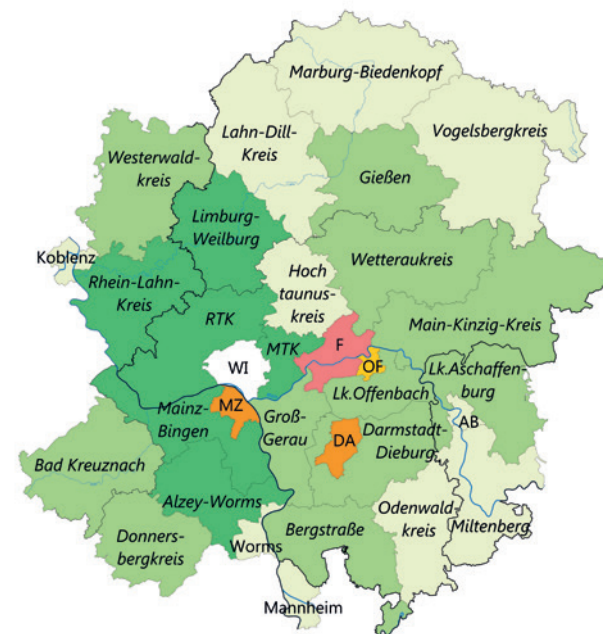 Marburg-Biedenkopf
Lahn-Dill-
Kreis
Vogelsbergkreis
Westerwald-
kreis
Gießen
Limburg-
Weilburg
Koblenz
Hoch
taunus-
kreis
Wetteraukreis
Rhein-Lahn-
Kreis
RTK
Main-Kinzig-Kreis
MTK
F
WI
OF
Lk.Aschaffen-
burg
Lk.Offenbach
Mainz-
Bingen
MZ
Groß-
Gerau
AB
DA
Darmstadt-
Dieburg
Bad Kreuznach
Alzey-Worms
Odenwald
kreis
Miltenberg
Donners-
bergkreis
Bergstraße
Worms
Mannheim